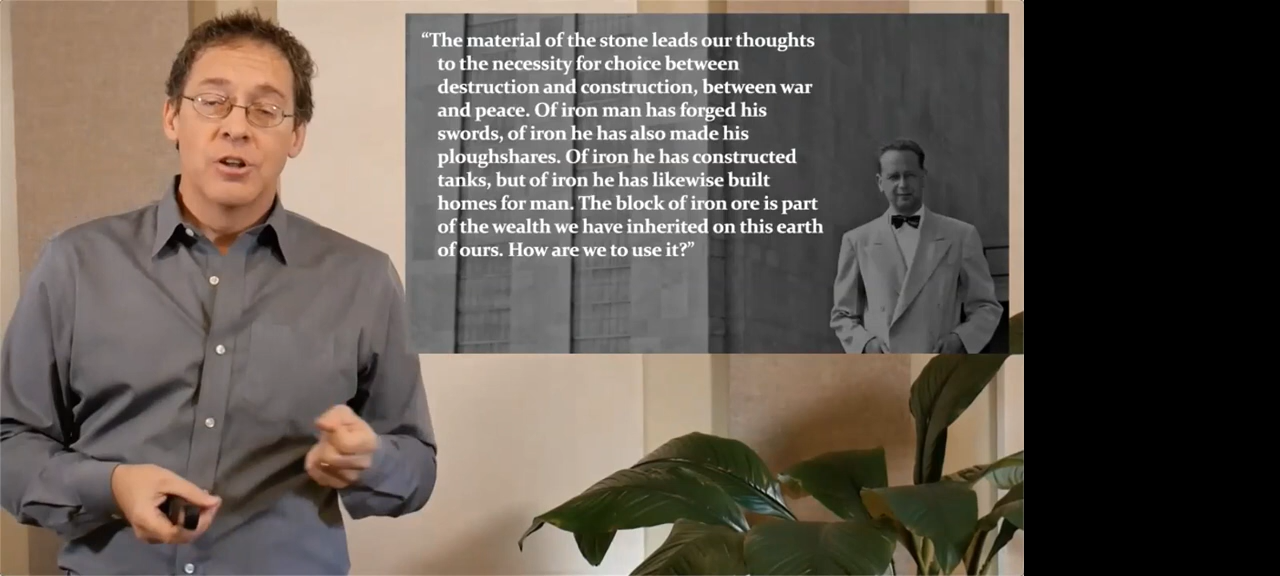 “The material of the stone leads our thoughts
to the necessity for choice between
destruction and construction, between war
and peace. Of iron man has forged his
swords, of iron he has also made his
ploughshares. Of iron he has constructed
tanks, but of iron he has likewise built
homes for man. The block of iron ore is part
of the wealth we have inherited on this earth
of ours. How are we to use it?”